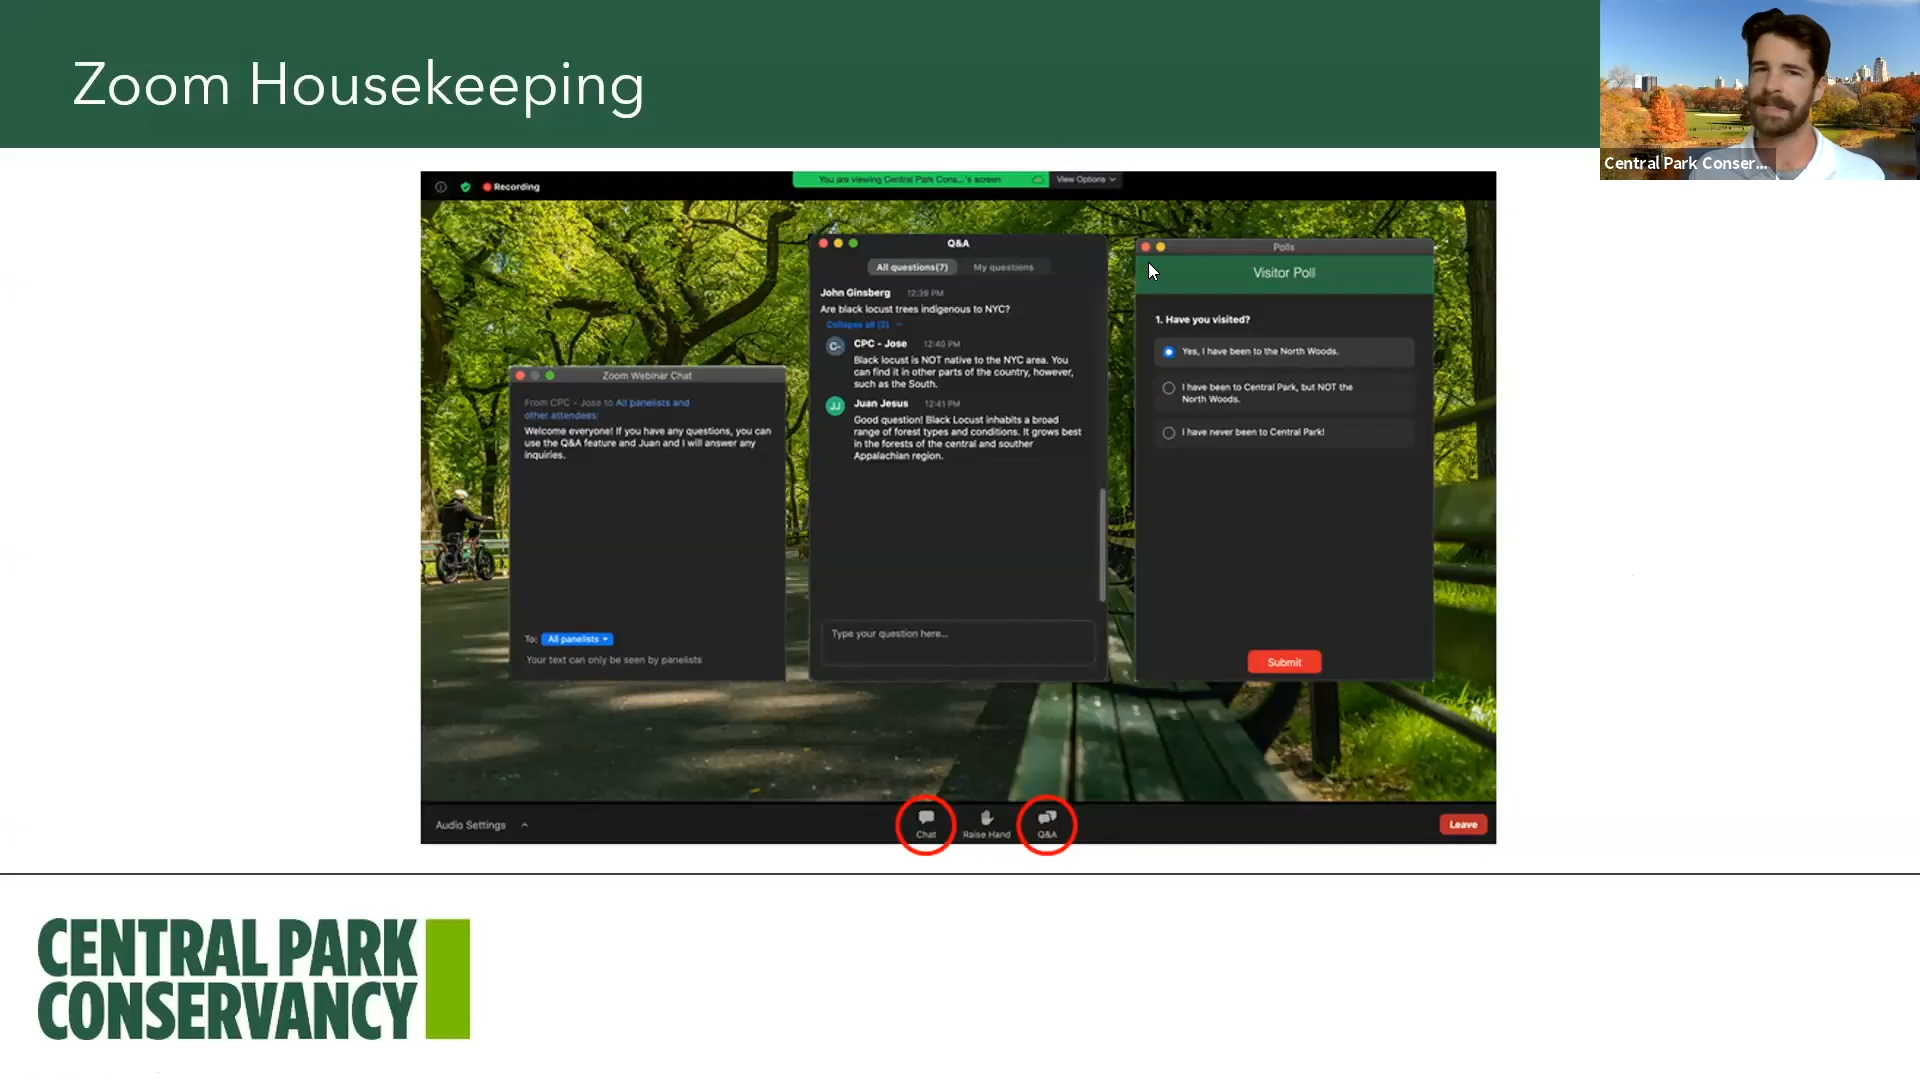 Zoom Housekeeping
Central Park Conser...
Recording
You are viewing Central Park Cons...'s screen
View Options
Q&A
All questions(7)
My questions
John Ginsberg 12:39 PM
Are black locust trees indigenous to NYC?
Collapse all (2)
C-
CPC - Jose 12:40 PM
Black locust is NOT native to the NYC area. You
can find it in other parts of the country, however,
such as the South.
JJ
Juan Jesus 12:41 PM
Good question! Black Locust inhabits a broad
range of forest types and conditions. It grows best
in the forests of the central and souther
Appalachian region.
Type your question here...
Polls
Visitor Poll
1. Have you visited?
Yes, I have been to the North Woods.
I have been to Central Park, but NOT the
North Woods.
I have never been to Central Park!
Submit
Zoom Webinar Chat
From CPC - Jose to All panelists and
other attendees:
Welcome everyone! If you have any questions, you can
use the Q&A feature and Juan and I will answer any
inquiries.
To: All panelists
Your text can only be seen by panelists
Audio Settings
Chat
Raise Hand
Q&A
Leave
CENTRAL PARK
CONSERVANCY